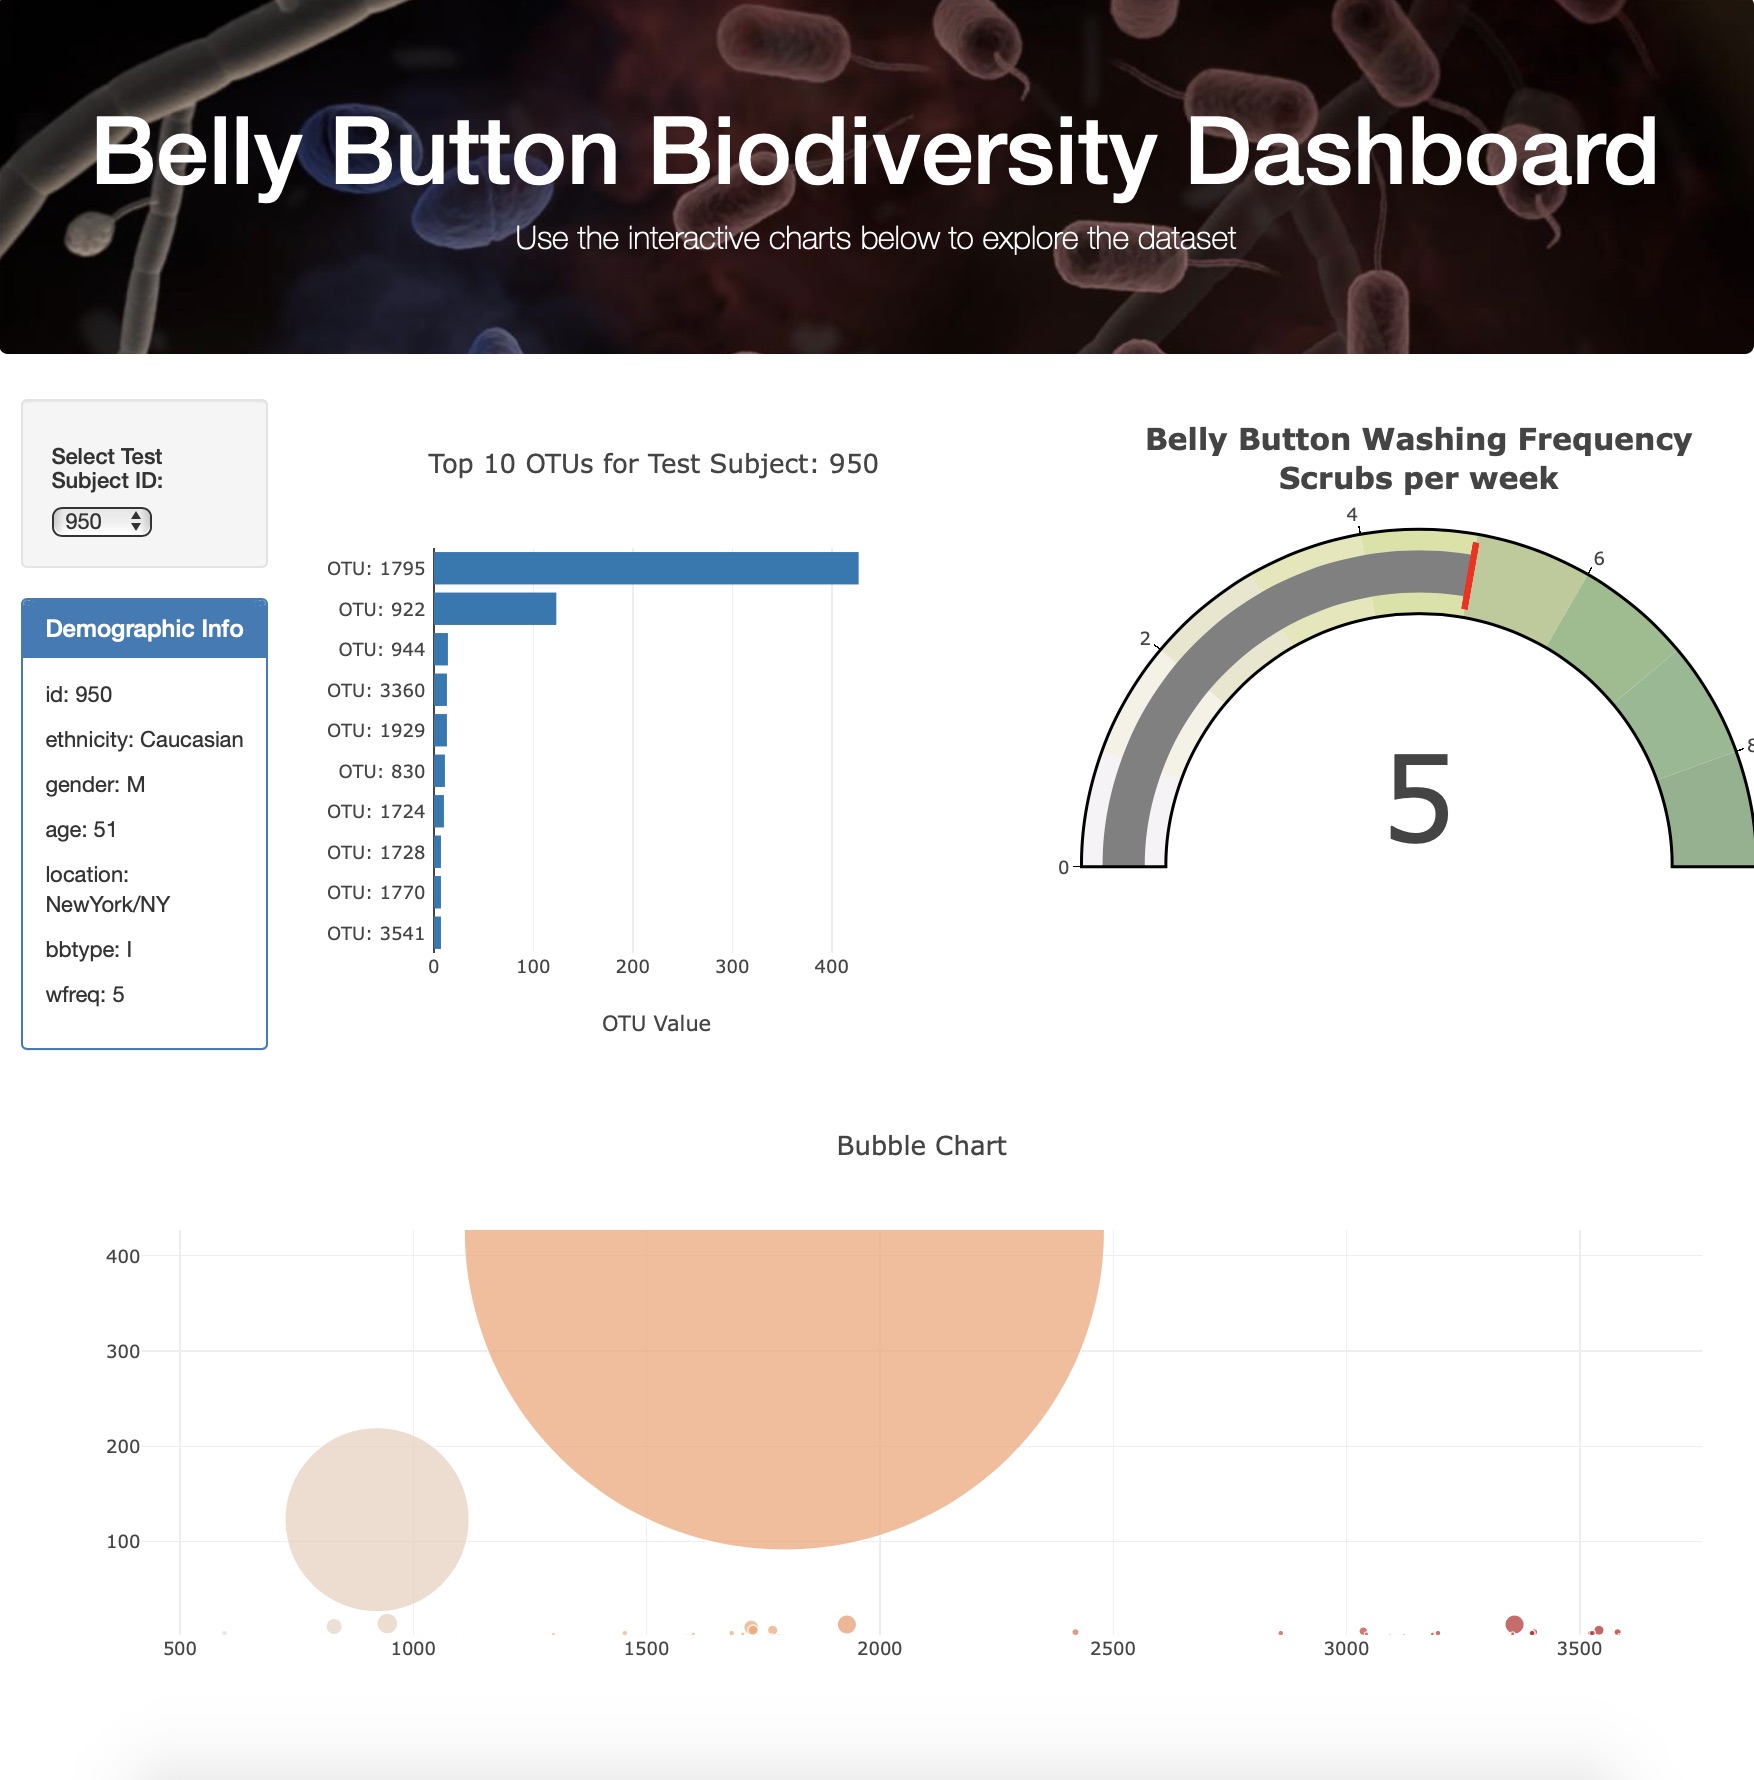 Belly Button Biodiversity Dashboard
Use the interactive charts below to explore the dataset
Select Test
Subject ID:
950
Demographic Info
id: 950
ethnicity: Caucasian
gender: M
age: 51
location:
NewYork/NY
bbtype: I
wfreq: 5
Top 10 OTUs for Test Subject: 950
OTU: 1795
OTU: 922
OTU: 944
OTU: 3360
OTU: 1929
OTU: 830
OTU: 1724
OTU: 1728
OTU: 1770
OTU: 3541
0 100 200 300 400
OTU Value
Belly Button Washing Frequency
Scrubs per week
0
2
4
6
8
5
Bubble Chart
400
300
200
100
500 1000 1500 2000 2500 3000 3500